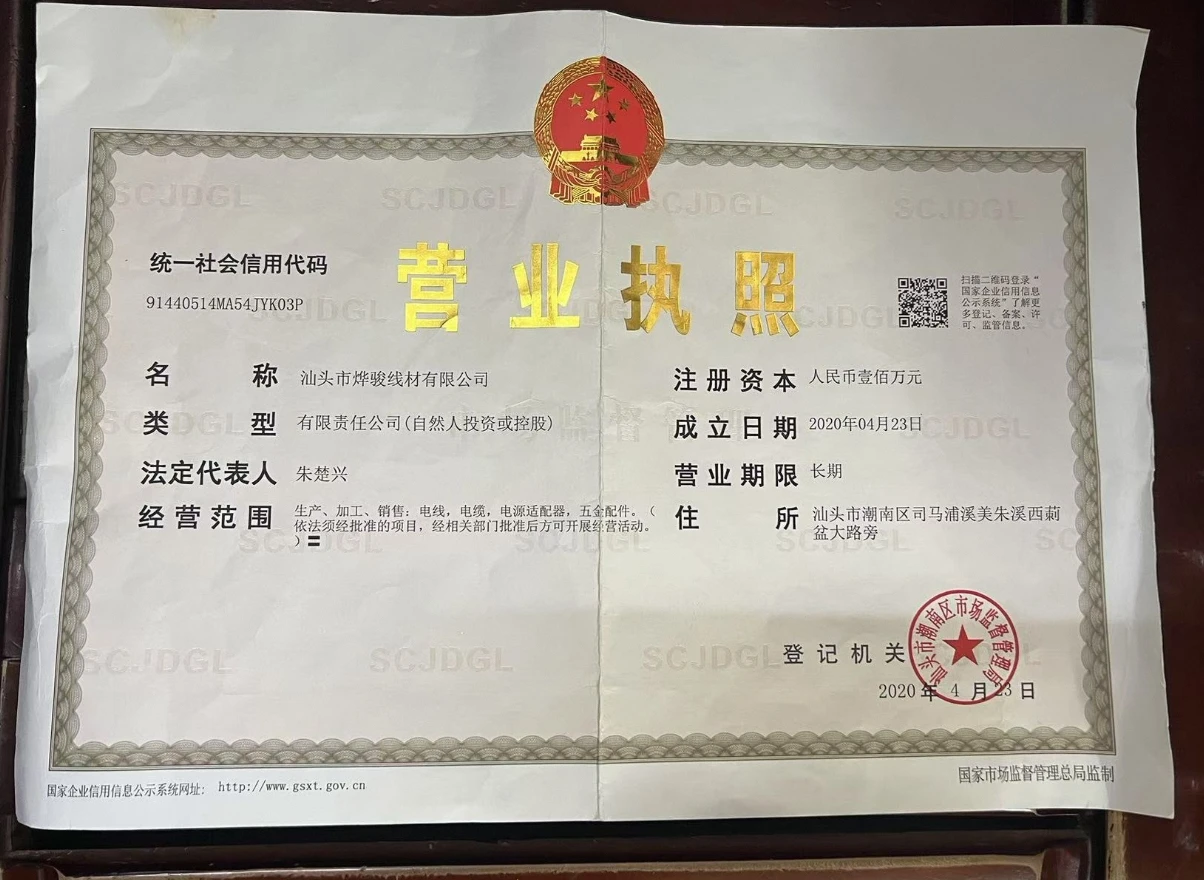 统一社会信用代码
91440514MA54JYK03P
营业执照
扫描二维码登录“
国家企业信用信息
公示系统”了解更
多登记、备案、许
可、监管信息。
名称 汕头市烨骏线材有限公司
类型 有限责任公司(自然人投资或控股)
法定代表人 朱楚兴
经营范围 生产、加工、销售：电线，电缆，电源适配器，五金配件。（
依法须经批准的项目，经相关部门批准后方可开展经营活动。
）〓
注册资本 人民币壹佰万元
成立日期 2020年04月23日
营业期限 长期
住所 汕头市潮南区司马浦溪美朱溪西
盆大路旁
登记机关
汕头市潮南区市场监督管理局
2020年4月23日
国家企业信用信息公示系统网址： http://www.gsxt.gov.cn
国家市场监督管理总局监制
SCJDGL